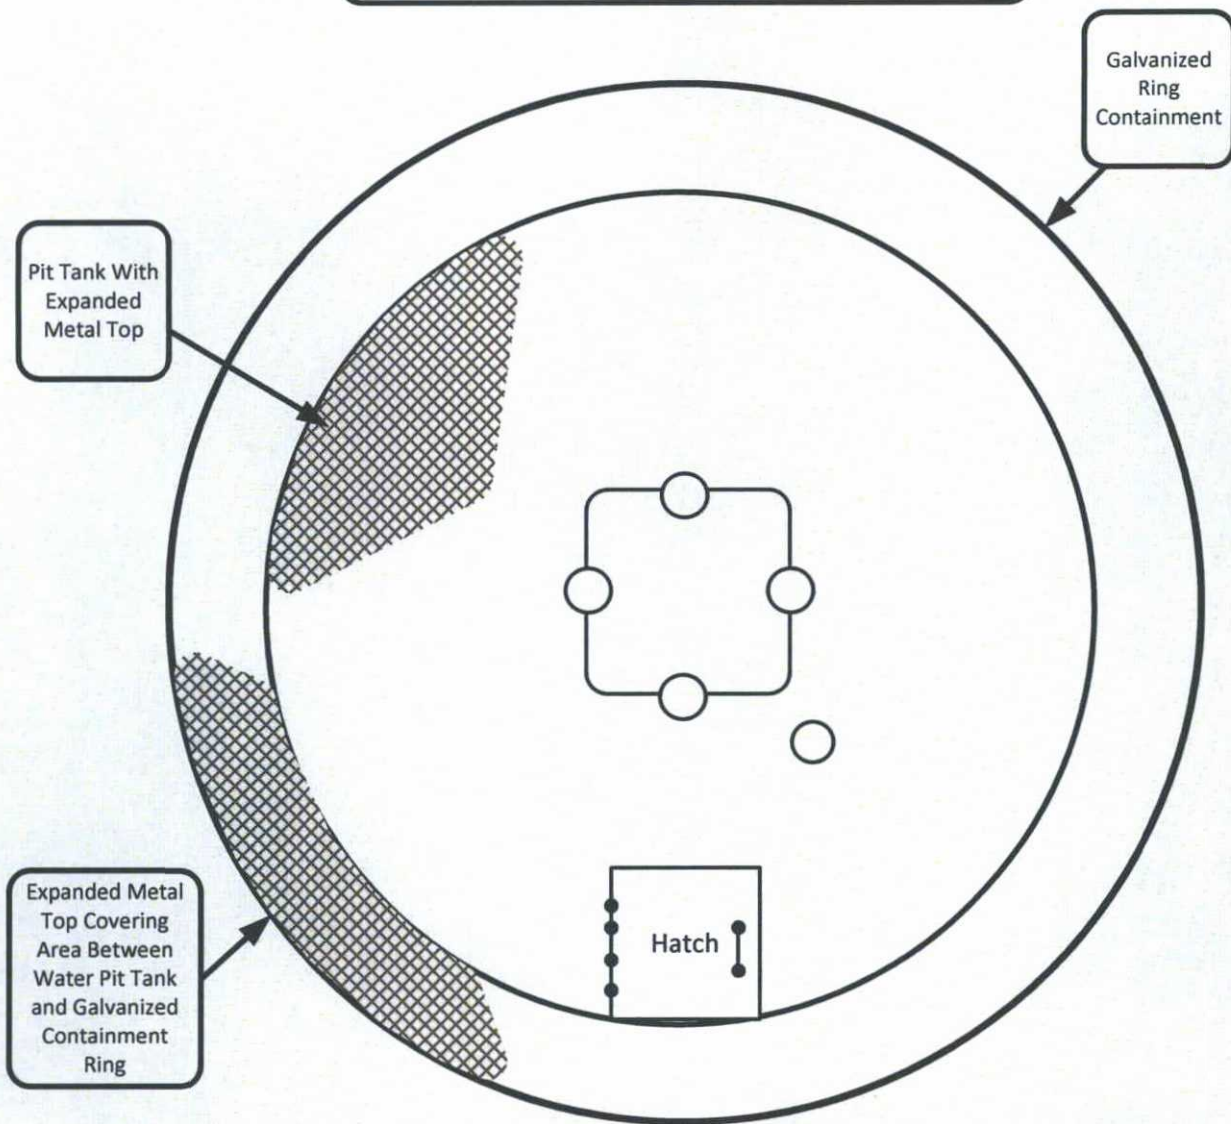 Galvanized
Ring
Containment
Pit Tank With
Expanded
Metal Top
Expanded Metal
Top Covering
Area Between
Water Pit Tank
and Galvanized
Containment
Ring
Hatch